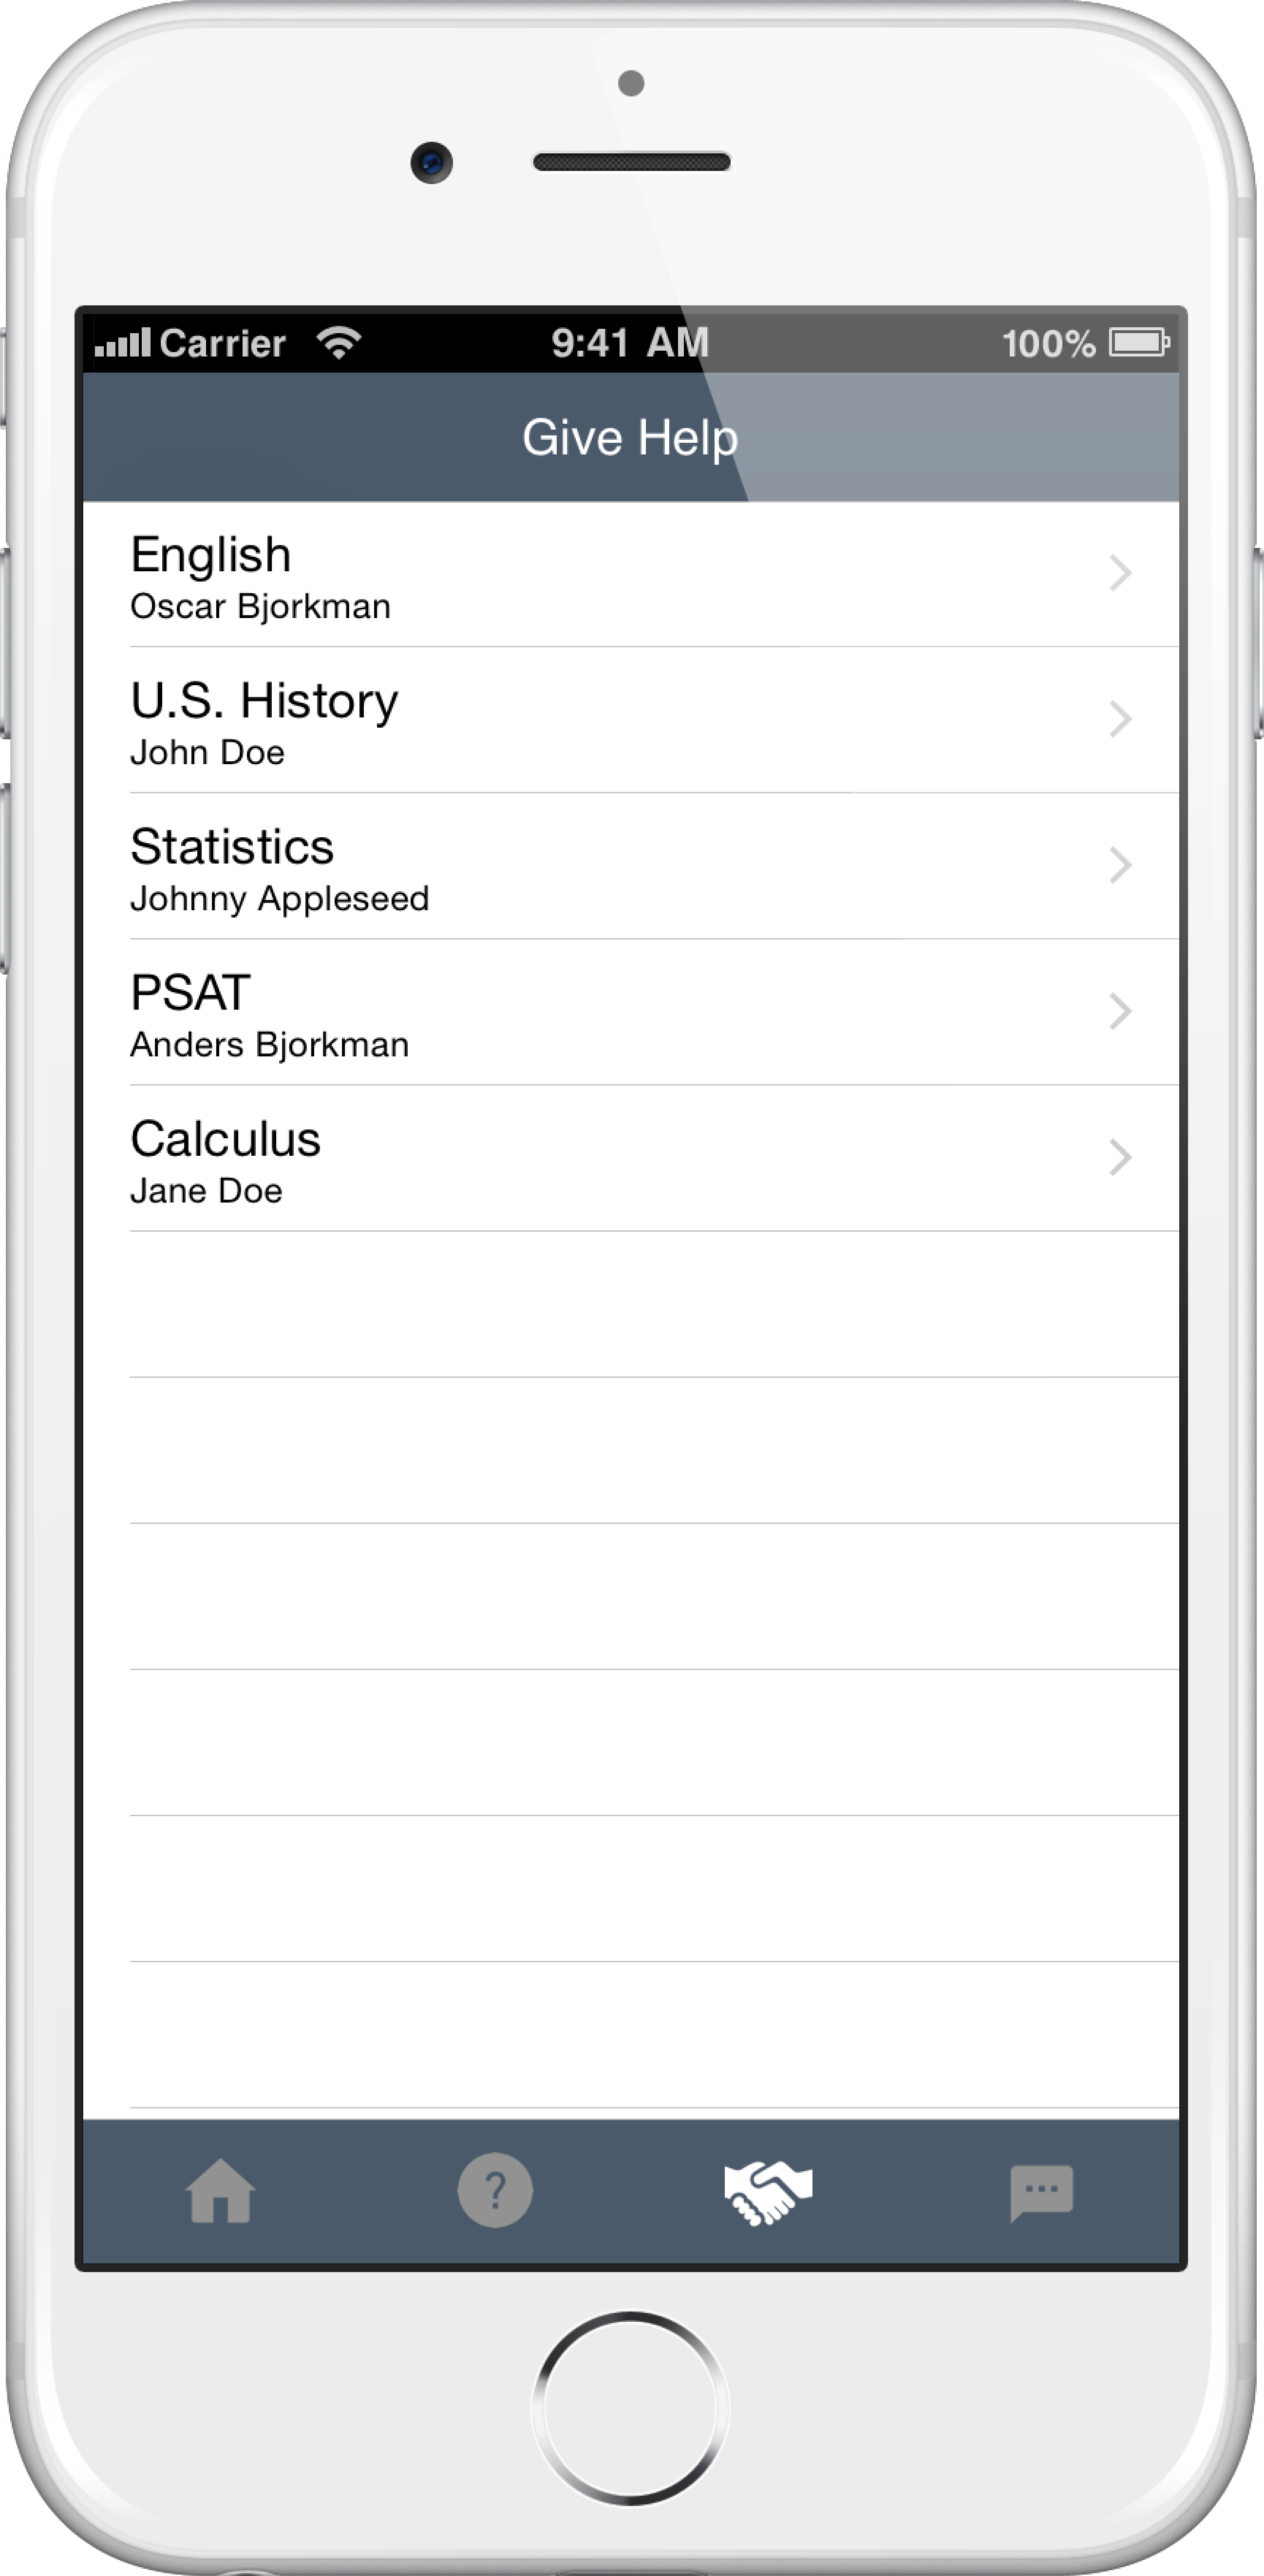 Carrier 9:41 AM 100%
Give Help
English
Oscar Bjorkman
U.S. History
John Doe
Statistics
Johnny Appleseed
PSAT
Anders Bjorkman
Calculus
Jane Doe
?